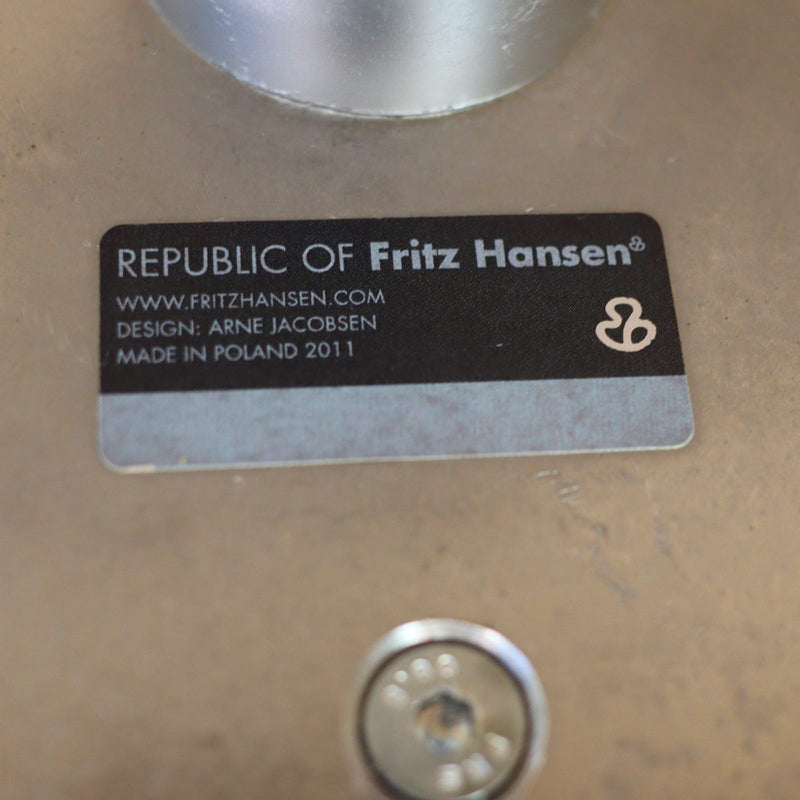 REPUBLIC OF Fritz Hansen
WWW.FRITZHANSEN.COM
DESIGN: ARNE JACOBSEN
MADE IN POLAND 2011